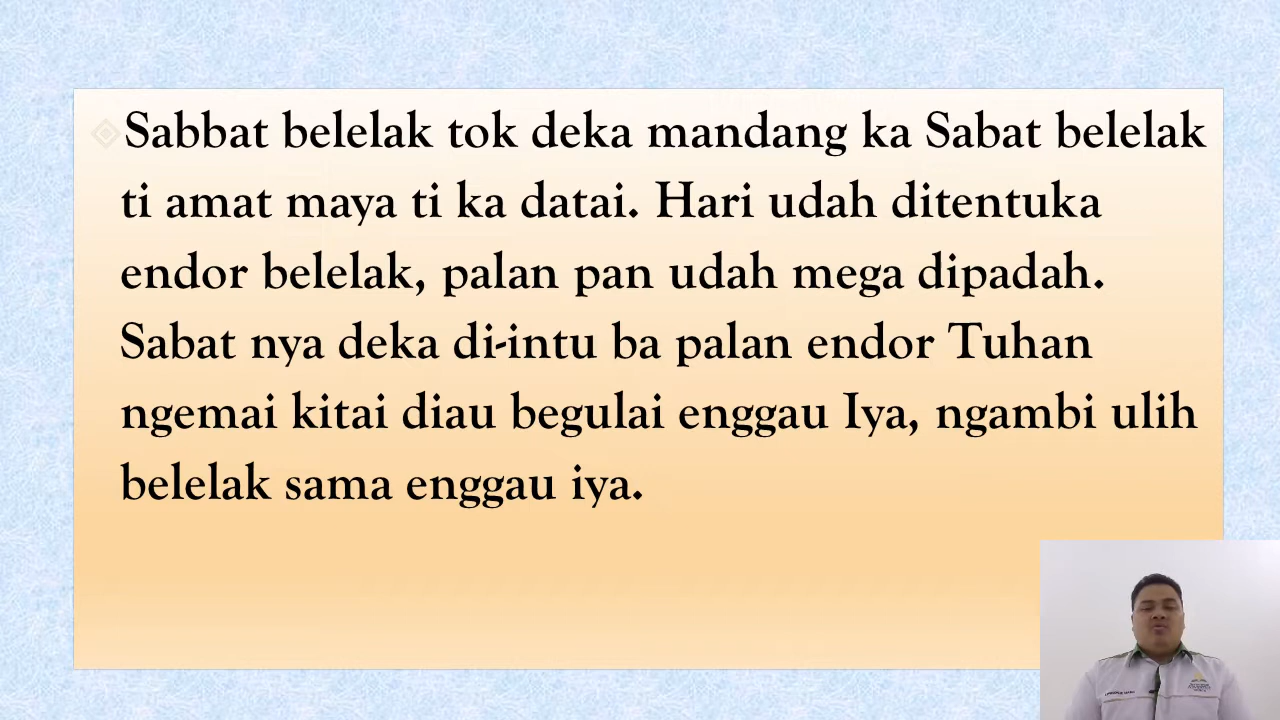 Sabbat belelak tok deka mandang ka Sabat belelak
ti amat maya ti ka datai. Hari udah ditentuka
endor belelak, palan pan udah mega dipadah.
Sabat nya deka di-intu ba palan endor Tuhan
ngemai kitai diau begulai enggau Iya, ngambi ulih
belelak sama enggau iya.